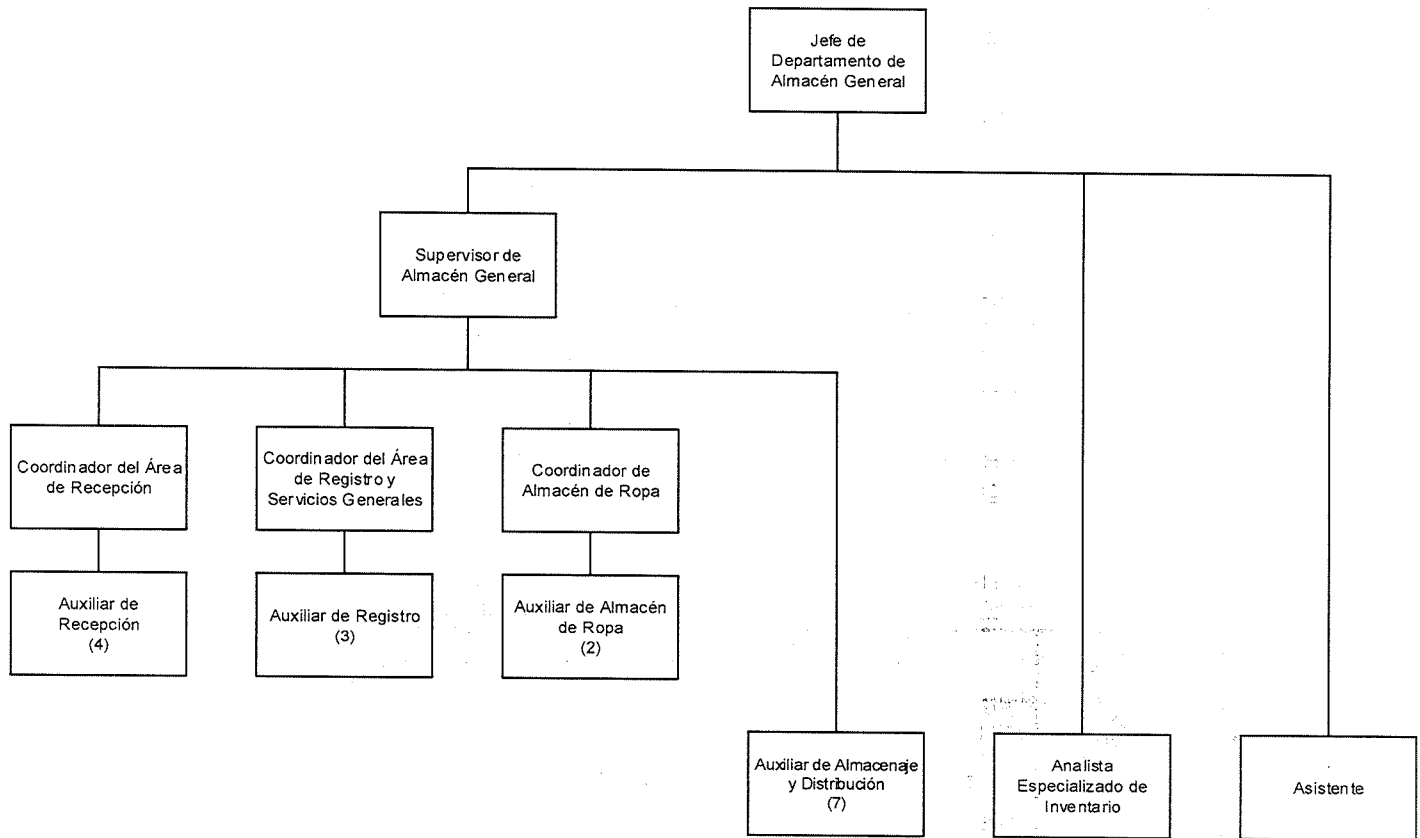 Jefe de
Departamento de
Almacén General
Supervisor de
Almacén General
Coordinador del Área
de Recepción
Coordinador del Área
de Registro y
Servicios Generales
Coordinador de
Almacén de Ropa
Auxiliar de
Recepción
(4)
Auxiliar de Registro
(3)
Auxiliar de Almacén
de Ropa
(2)
Auxiliar de Almacenaje
y Distribución
(7)
Analista
Especializado de
Inventario
Asistente